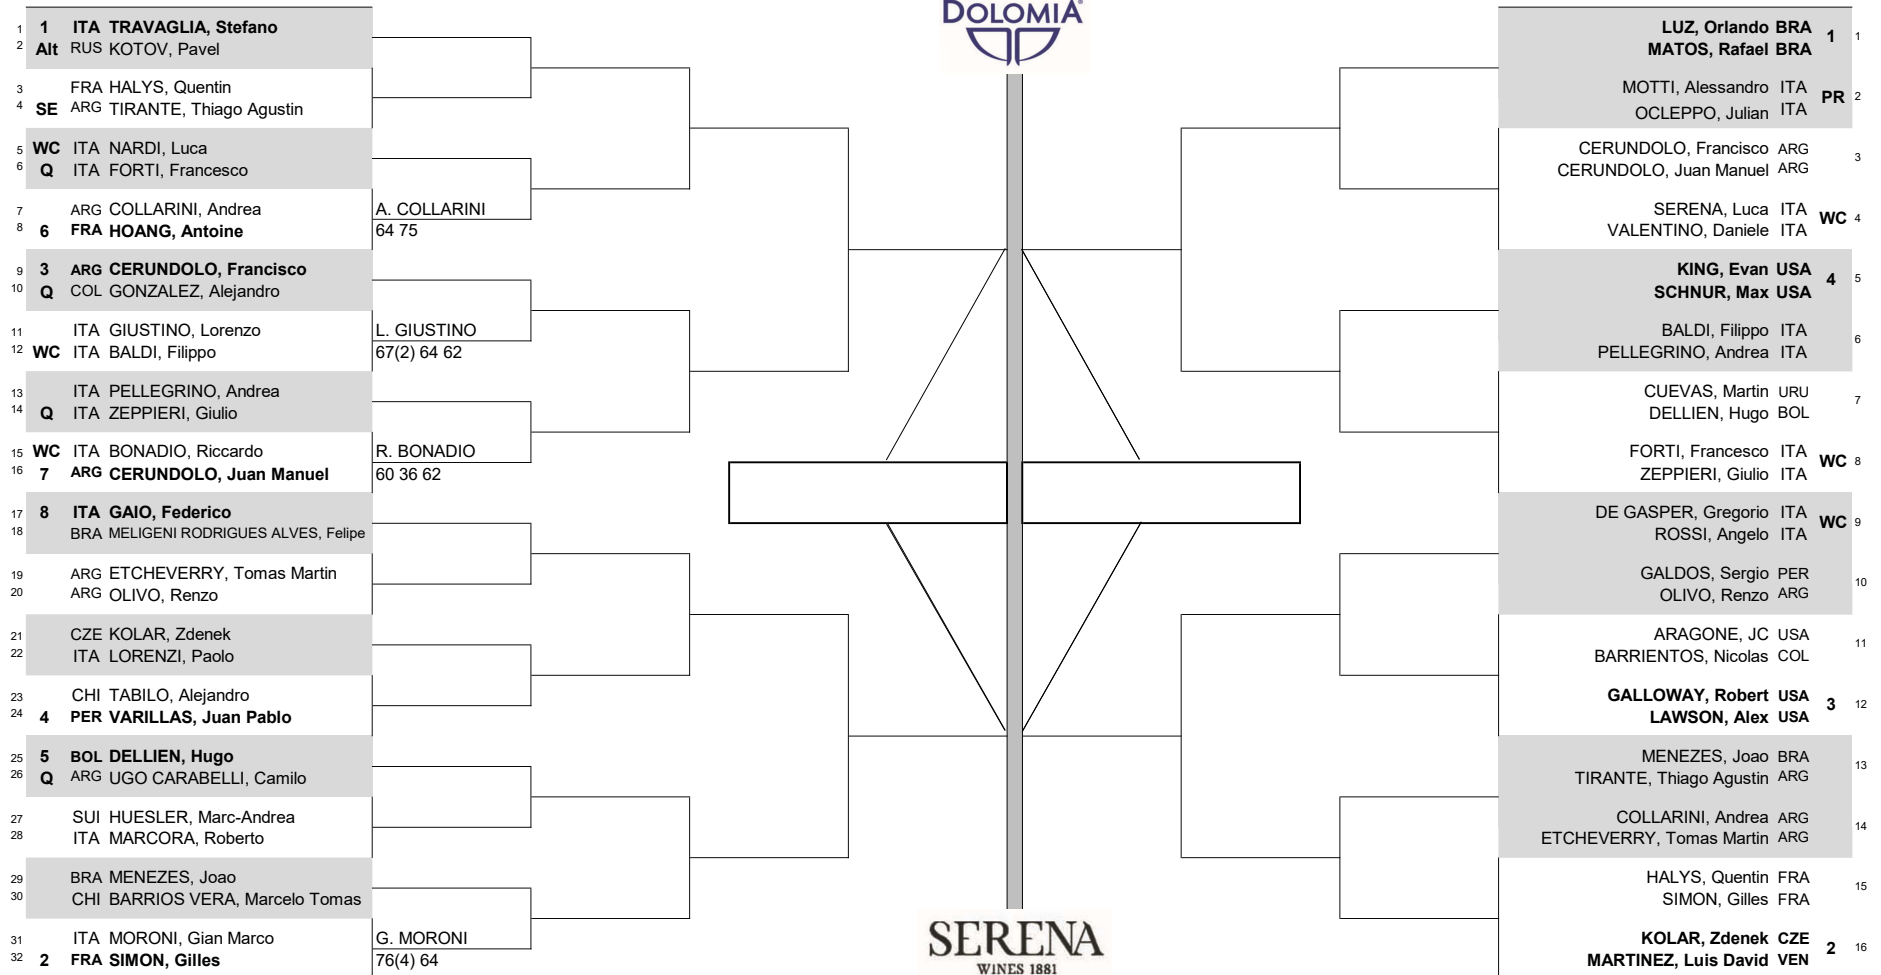 DOLOMIA
1 1 ITA TRAVAGLIA, Stefano
2 Alt RUS KOTOV, Pavel
3 FRA HALYS, Quentin
4 SE ARG TIRANTE, Thiago Agustin
5 WC ITA NARDI, Luca
6 Q ITA FORTI, Francesco
7 ARG COLLARINI, Andrea
A. COLLARINI
8 6 FRA HOANG, Antoine
64 75
9 3 ARG CERUNDOLO, Francisco
10 Q COL GONZALEZ, Alejandro
11 ITA GIUSTINO, Lorenzo
L. GIUSTINO
12 WC ITA BALDI, Filippo
67(2) 64 62
13 ITA PELLEGRINO, Andrea
14 Q ITA ZEPPIERI, Giulio
15 WC ITA BONADIO, Riccardo
R. BONADIO
16 7 ARG CERUNDOLO, Juan Manuel
60 36 62
17 8 ITA GAIO, Federico
18 BRA MELIGENI RODRIGUES ALVES, Felipe
19 ARG ETCHEVERRY, Tomas Martin
20 ARG OLIVO, Renzo
21 CZE KOLAR, Zdenek
22 ITA LORENZI, Paolo
23 CHI TABILO, Alejandro
24 4 PER VARILLAS, Juan Pablo
25 5 BOL DELLIEN, Hugo
26 Q ARG UGO CARABELLI, Camilo
27 SUI HUESLER, Marc-Andrea
28 ITA MARCORA, Roberto
29 BRA MENEZES, Joao
30 CHI BARRIOS VERA, Marcelo Tomas
31 ITA MORONI, Gian Marco
G. MORONI
32 2 FRA SIMON, Gilles
76(4) 64
LUZ, Orlando BRA
1 1
MATOS, Rafael BRA
MOTTI, Alessandro ITA
PR 2
OCLEPPO, Julian ITA
CERUNDOLO, Francisco ARG
3
CERUNDOLO, Juan Manuel ARG
SERENA, Luca ITA
WC 4
VALENTINO, Daniele ITA
KING, Evan USA
4 5
SCHNUR, Max USA
BALDI, Filippo ITA
6
PELLEGRINO, Andrea ITA
CUEVAS, Martin URU
7
DELLIEN, Hugo BOL
FORTI, Francesco ITA
WC 8
ZEPPIERI, Giulio ITA
DE GASPER, Gregorio ITA
WC 9
ROSSI, Angelo ITA
GALDOS, Sergio PER
10
OLIVO, Renzo ARG
ARAGONE, JC USA
11
BARRIENTOS, Nicolas COL
GALLOWAY, Robert USA
3 12
LAWSON, Alex USA
MENEZES, Joao BRA
13
TIRANTE, Thiago Agustin ARG
COLLARINI, Andrea ARG
14
ETCHEVERRY, Tomas Martin ARG
HALYS, Quentin FRA
15
SIMON, Gilles FRA
KOLAR, Zdenek CZE
2 16
MARTINEZ, Luis David VEN
SERENA
WINES 1881